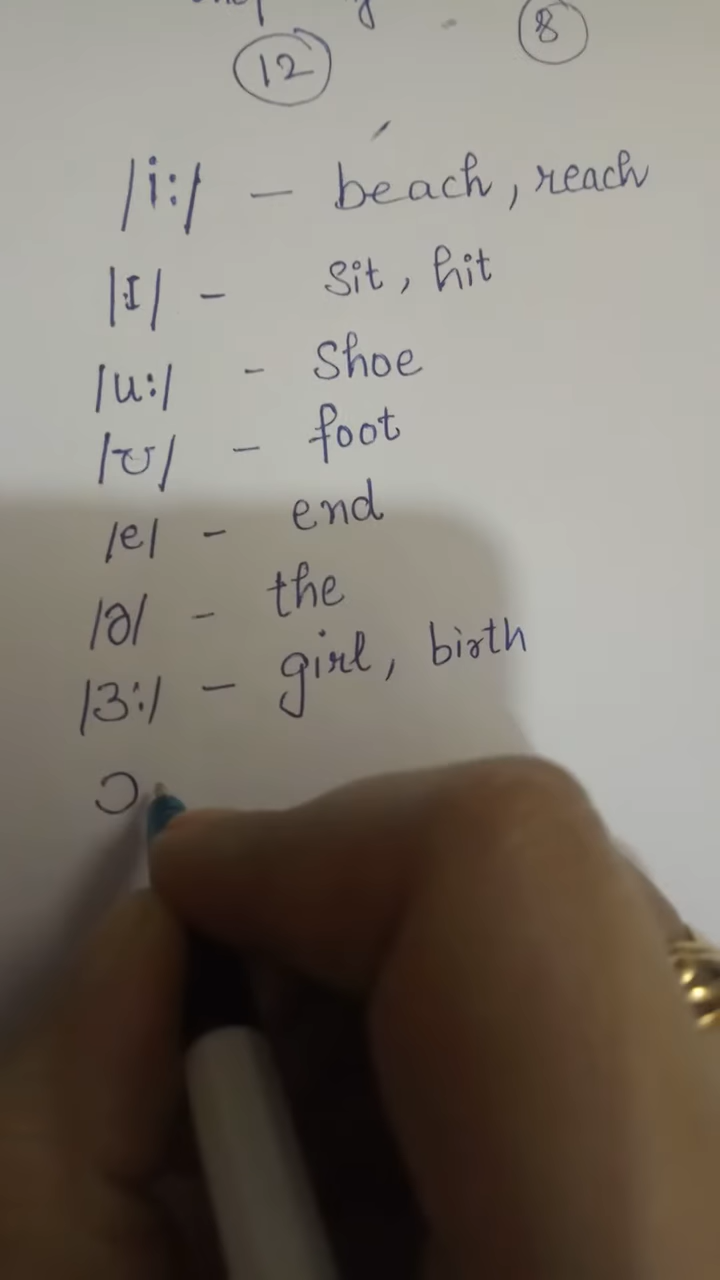 12 8
/i:/ – beach, reach
/ɪ/ – Sit, hit
/u:/ – Shoe
/ʊ/ – foot
/e/ – end
/ə/ – the
/ɜ:/ – girl, birth
ɔ